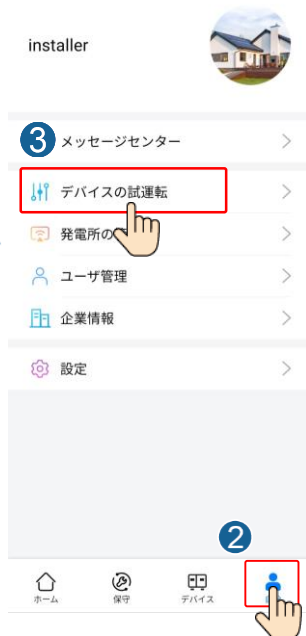 installer
3 メッセージセンター
デバイスの試運転
発電所の
ユーザ管理
企業情報
設定
2
ホーム 保守 デバイス